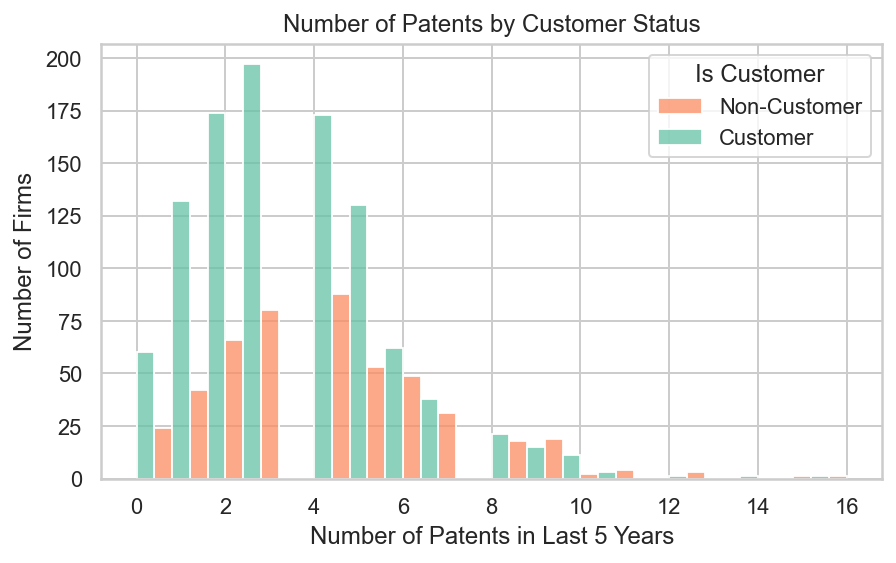 Number of Patents by Customer Status
Is Customer
Non-Customer
Customer
Number of Firms
200
175
150
125
100
75
50
25
0
0 2 4 6 8 10 12 14 16
Number of Patents in Last 5 Years